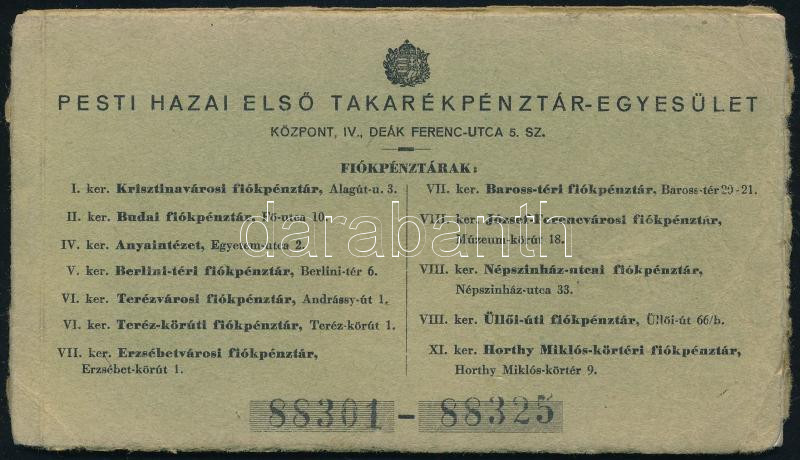 PESTI HAZAI ELSŐ TAKARÉKPÉNZTÁR-EGYESÜLET
KÖZPONT, IV., DEÁK FERENC-UTCA 5. SZ.
FIÓKPÉNZTÁRAK:
I. ker. Krisztinavárosi fiókpénztár, Alagút-u. 3.
II. ker. Budai fiókpénztár, Fő-utca 10.
IV. ker. Anyaintézet, Egyetem-utca 2.
V. ker. Berlini-téri fiókpénztár, Berlini-tér 6.
VI. ker. Terézvárosi fiókpénztár, Andrássy-út 1.
VI. ker. Teréz-körúti fiókpénztár, Teréz-körút 1.
VII. ker. Erzsébetvárosi fiókpénztár,
Erzsébet-körút 1.
VII. ker. Baross-téri fiókpénztár, Baross-tér 20-21.
VIII. ker. József-Ferencvárosi fiókpénztár,
Múzeum-körút 18.
VIII. ker. Népszinház-utcai fiókpénztár,
Népszinház-utca 33.
VIII. ker. Üllői-úti fiókpénztár, Üllői-út 66/b.
XI. ker. Horthy Miklós-körtéri fiókpénztár,
Horthy Miklós-körtér 9.
88301 - 88325
darabanth